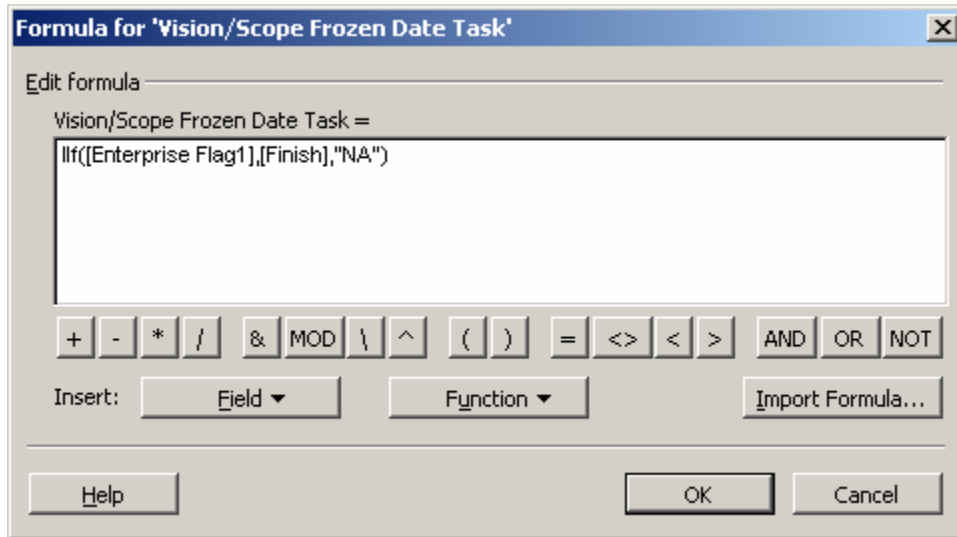 Formula for 'Vision/Scope Frozen Date Task'
Edit formula
Vision/Scope Frozen Date Task =
IIf([Enterprise Flag1],[Finish],"NA")
+ - * / & MOD \ ^ ( ) = <> < > AND OR NOT
Insert: Field Function Import Formula...
Help OK Cancel